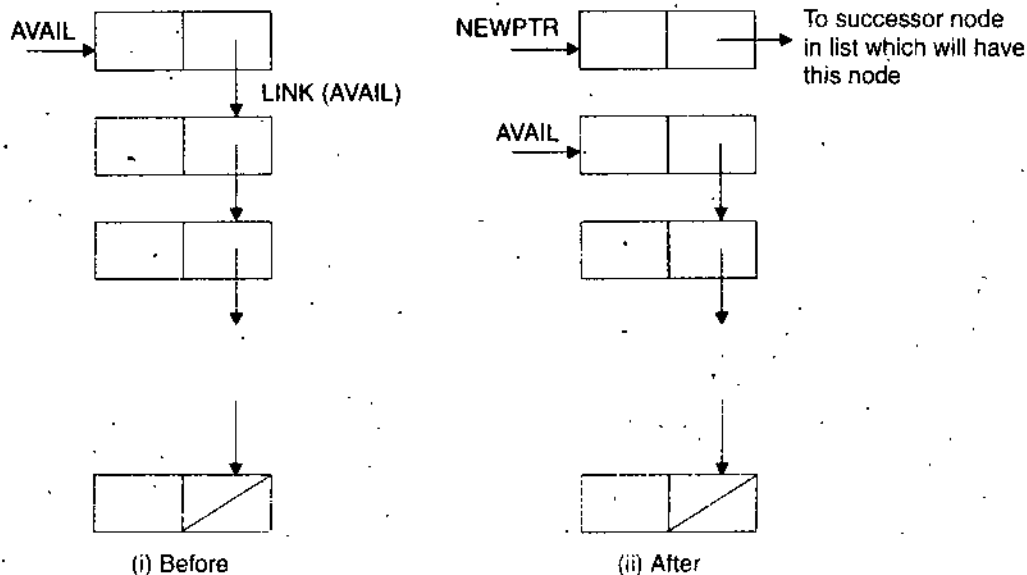 AVAIL
LINK (AVAIL)
(i) Before
NEWPTR
To successor node
in list which will have
this node
AVAIL
(ii) After